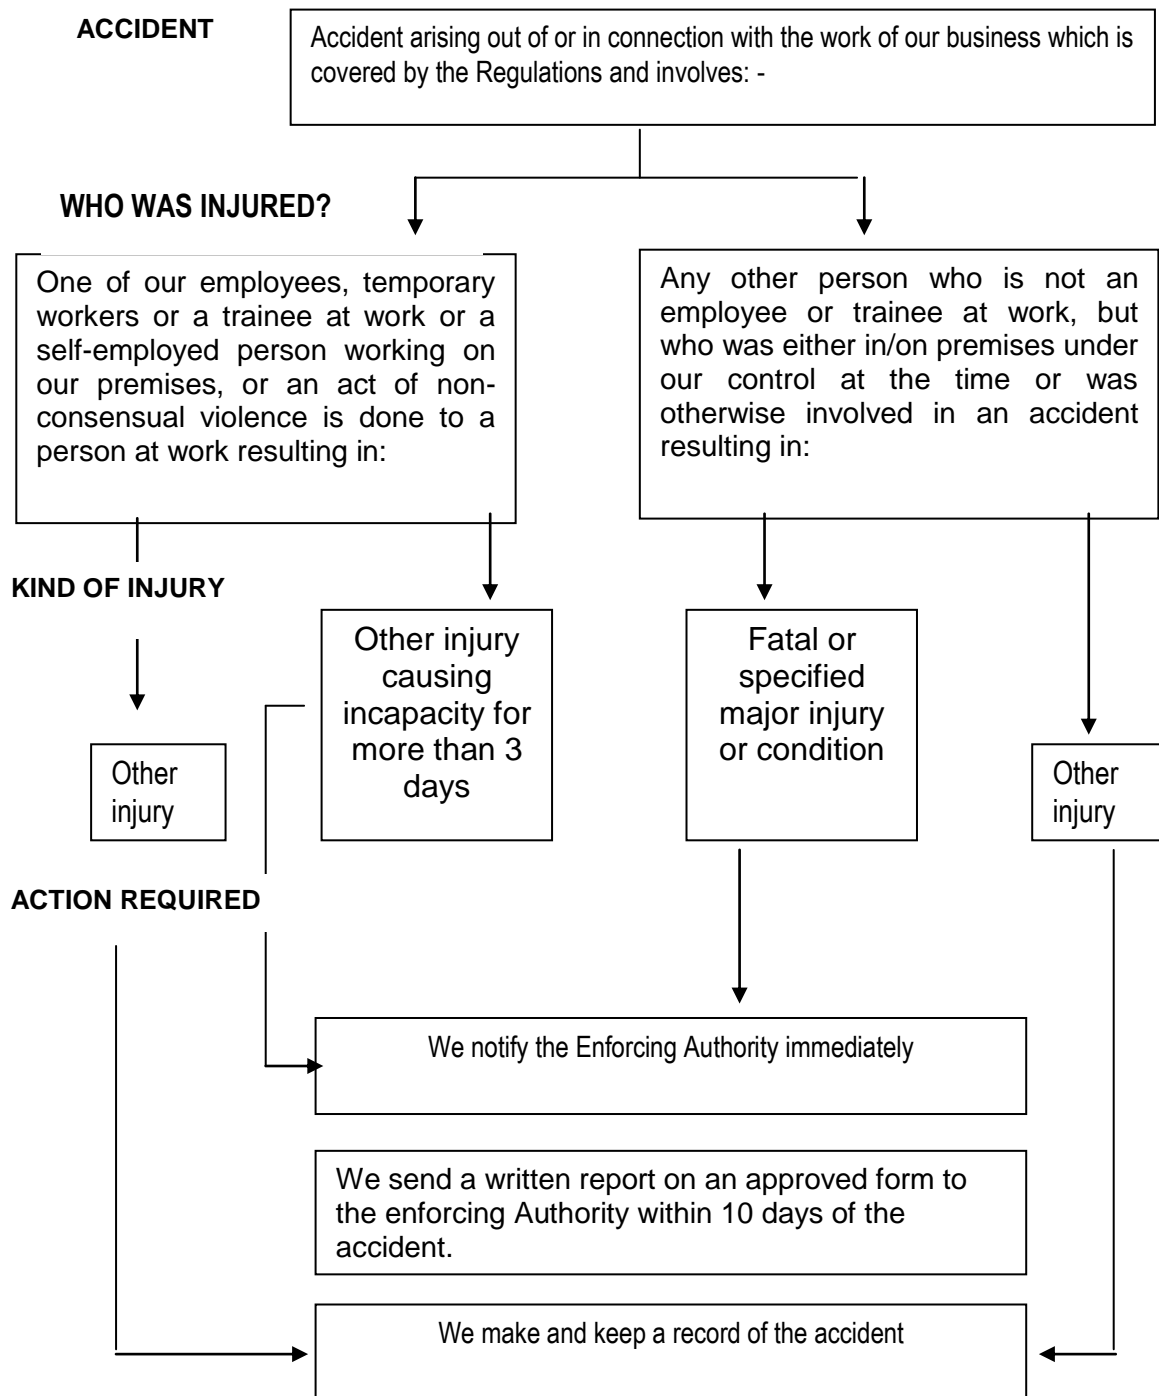 ACCIDENT
Accident arising out of or in connection with the work of our business which is
covered by the Regulations and involves: -
WHO WAS INJURED?
One of our employees, temporary
workers or a trainee at work or a
self-employed person working on
our premises, or an act of non-
consensual violence is done to a
person at work resulting in:
Any other person who is not an
employee or trainee at work, but
who was either in/on premises under
our control at the time or was
otherwise involved in an accident
resulting in:
KIND OF INJURY
Other
injury
Other injury
causing
incapacity for
more than 3
days
Fatal or
specified
major injury
or condition
Other
injury
ACTION REQUIRED
We notify the Enforcing Authority immediately
We send a written report on an approved form to
the enforcing Authority within 10 days of the
accident.
We make and keep a record of the accident